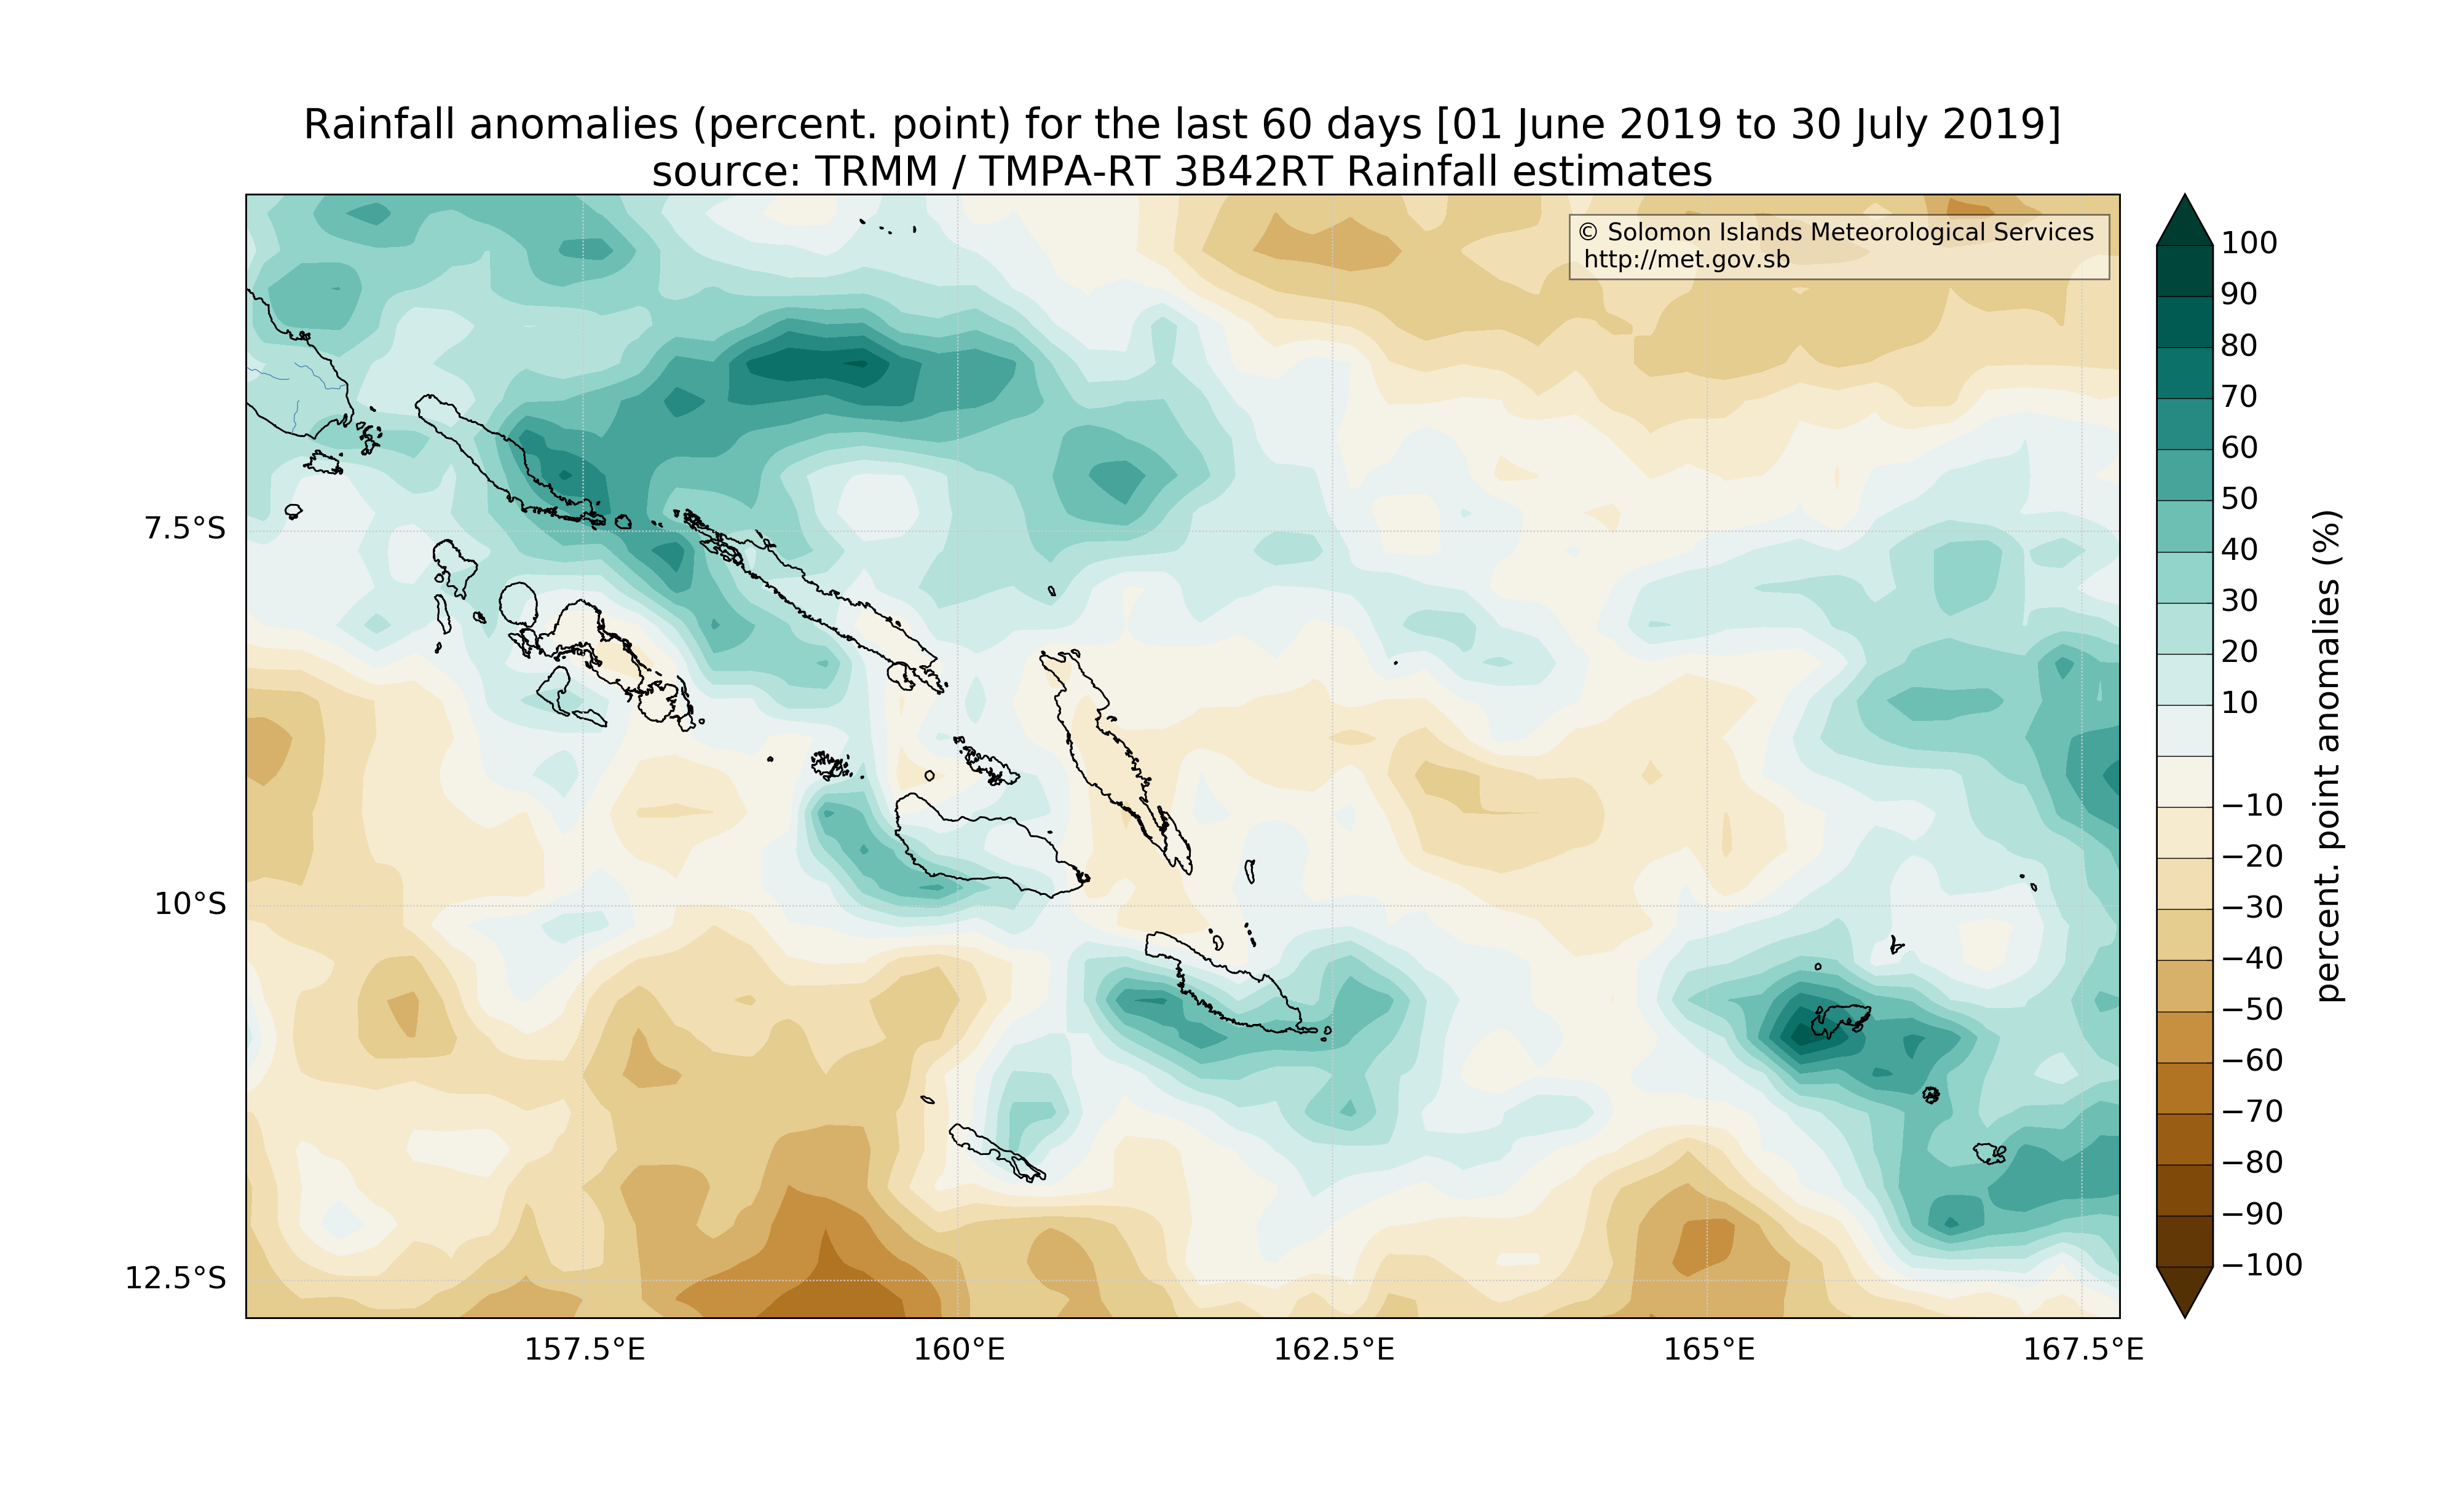 Rainfall anomalies (percent. point) for the last 60 days [01 June 2019 to 30 July 2019]
source: TRMM / TMPA-RT 3B42RT Rainfall estimates
© Solomon Islands Meteorological Services
http://met.gov.sb
7.5°S
10°S
12.5°S
157.5°E
160°E
162.5°E
165°E
167.5°E
100
90
80
70
60
50
40
30
20
10
−10
−20
−30
−40
−50
−60
−70
−80
−90
−100
percent. point anomalies (%)